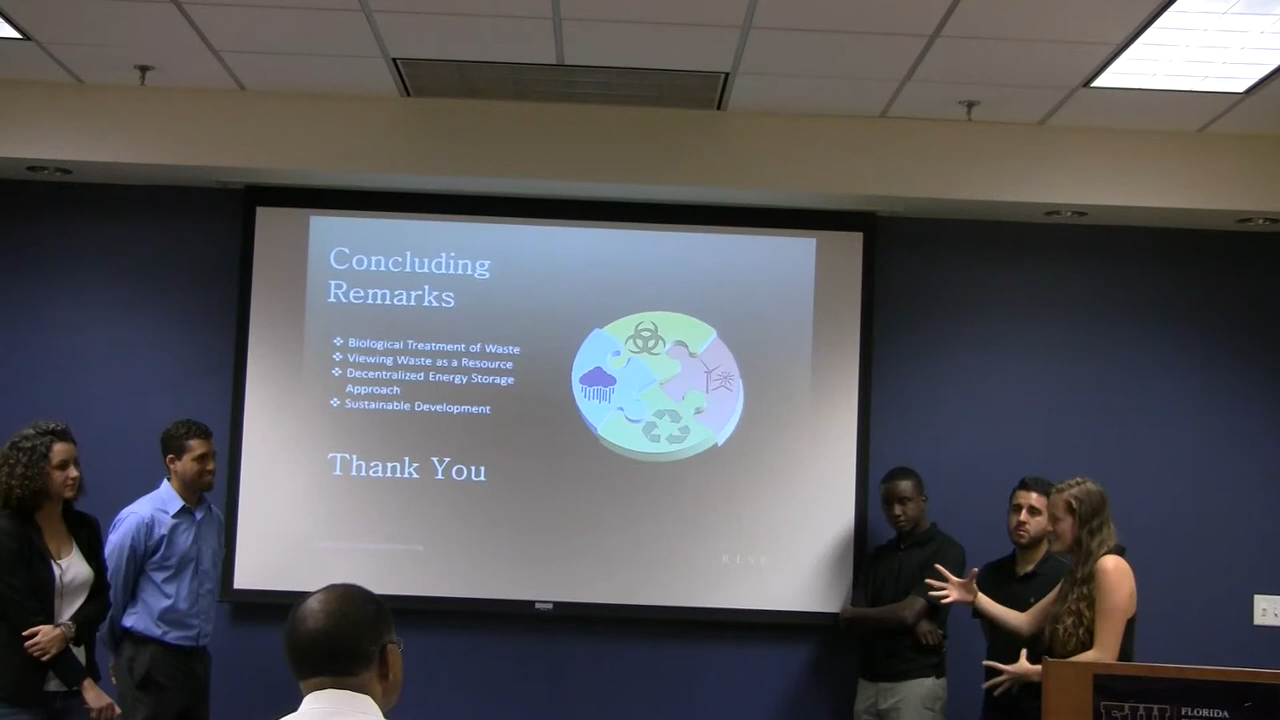 Concluding
Remarks
❖ Biological Treatment of Waste
❖ Viewing Waste as a Resource
❖ Decentralized Energy Storage
Approach
❖ Sustainable Development
Thank You
R I S E
FIU | FLORIDA